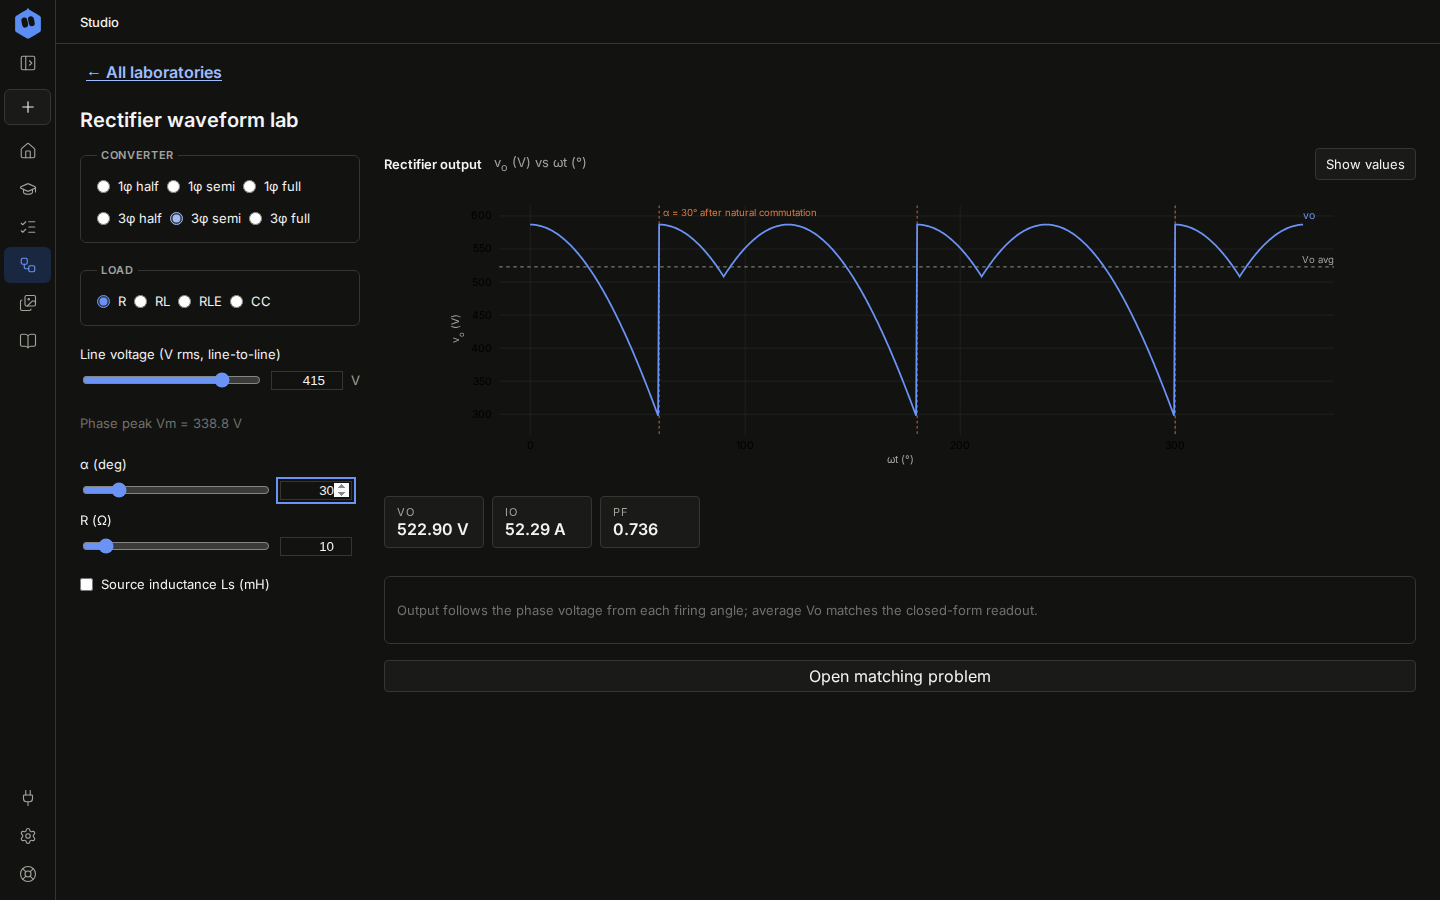 Studio
← All laboratories
Rectifier waveform lab
CONVERTER
1φ half 1φ semi 1φ full
3φ half 3φ semi 3φ full
LOAD
R RL RLE CC
Line voltage (V rms, line-to-line)
415 V
Phase peak Vm = 338.8 V
α (deg)
30
R (Ω)
10
Source inductance Ls (mH)
Rectifier output vo (V) vs ωt (°)
Show values
α = 30° after natural commutation
vo
Vo avg
600
550
500
450
400
350
300
vo (V)
0 100 200 300
ωt (°)
VO
522.90 V
IO
52.29 A
PF
0.736
Output follows the phase voltage from each firing angle; average Vo matches the closed-form readout.
Open matching problem